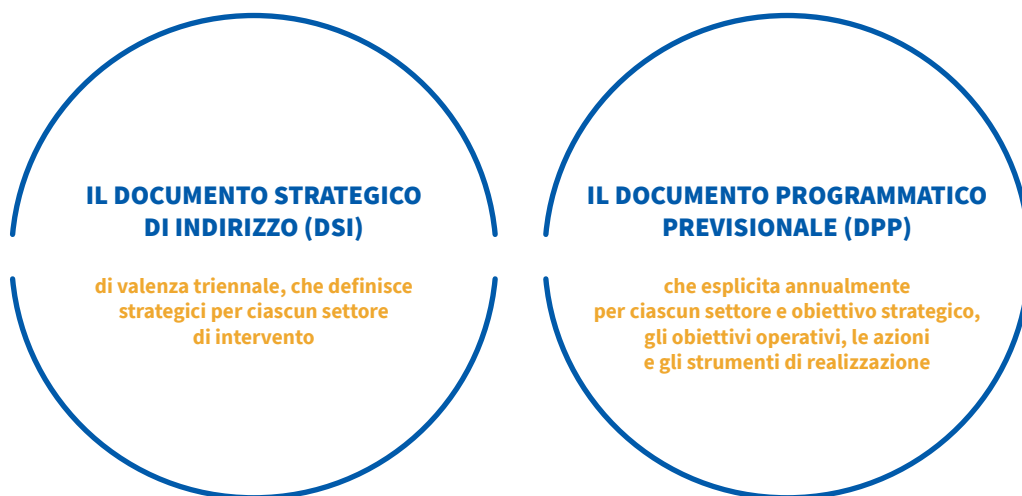 IL DOCUMENTO STRATEGICO
DI INDIRIZZO (DSI)
di valenza triennale, che definisce
strategici per ciascun settore
di intervento
IL DOCUMENTO PROGRAMMATICO
PREVISIONALE (DPP)
che esplicita annualmente
per ciascun settore e obiettivo strategico,
gli obiettivi operativi, le azioni
e gli strumenti di realizzazione